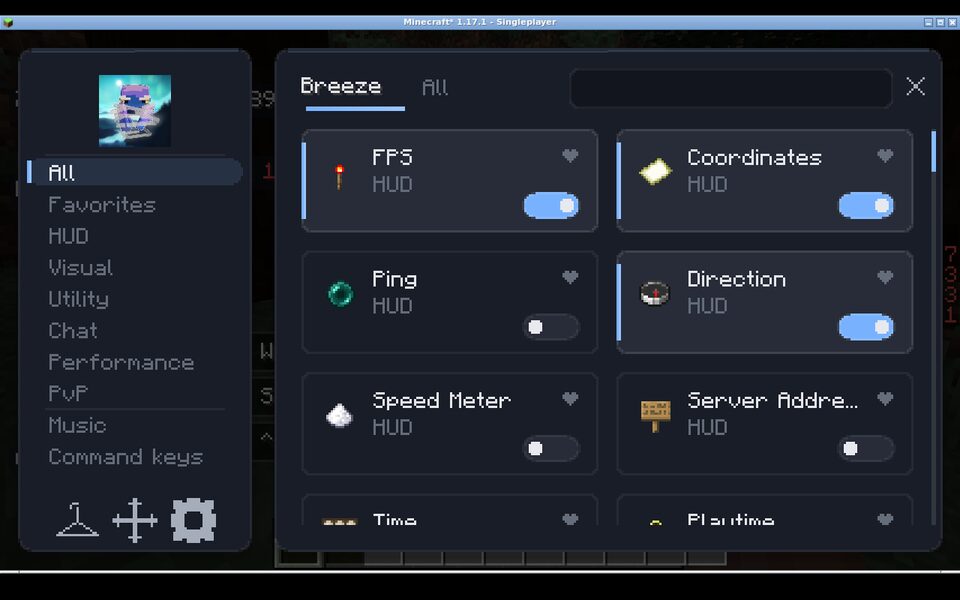 Minecraft* 1.17.1 - Singleplayer
Breeze
All
All
Favorites
HUD
Visual
Utility
Chat
Performance
PvP
Music
Command keys
FPS
HUD
Coordinates
HUD
Ping
HUD
Direction
HUD
Speed Meter
HUD
Server Addre...
HUD
Time
Playtime